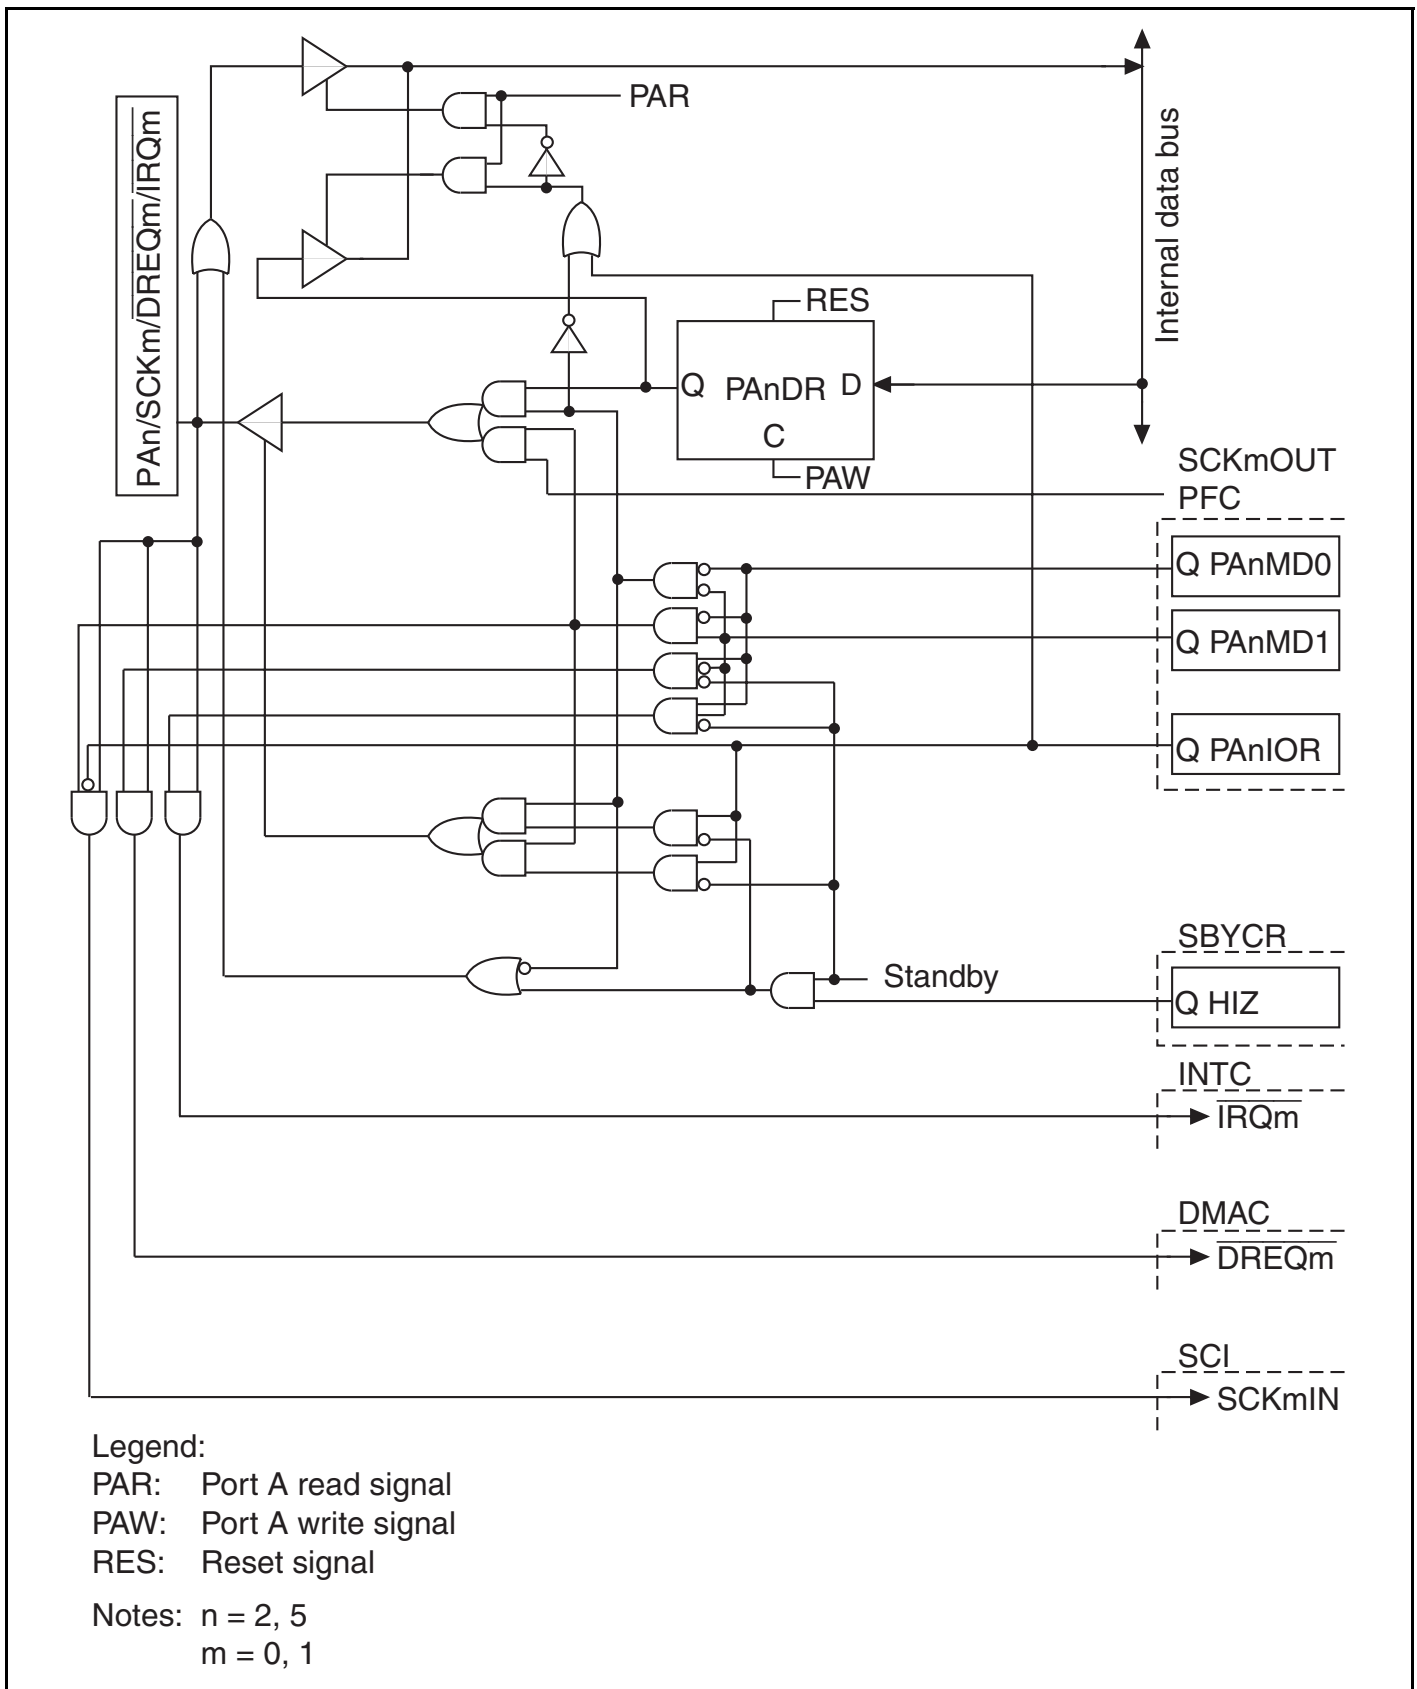 PAR
PAn/SCKm/DREQm/IRQm
Internal data bus
RES
Q PAnDR D
C
PAW
SCKmOUT
PFC
Q PAnMD0
Q PAnMD1
Q PAnIOR
SBYCR
Standby
Q HIZ
INTC
IRQm
DMAC
DREQm
SCI
SCKmIN
Legend:
PAR: Port A read signal
PAW: Port A write signal
RES: Reset signal
Notes: n = 2, 5
m = 0, 1